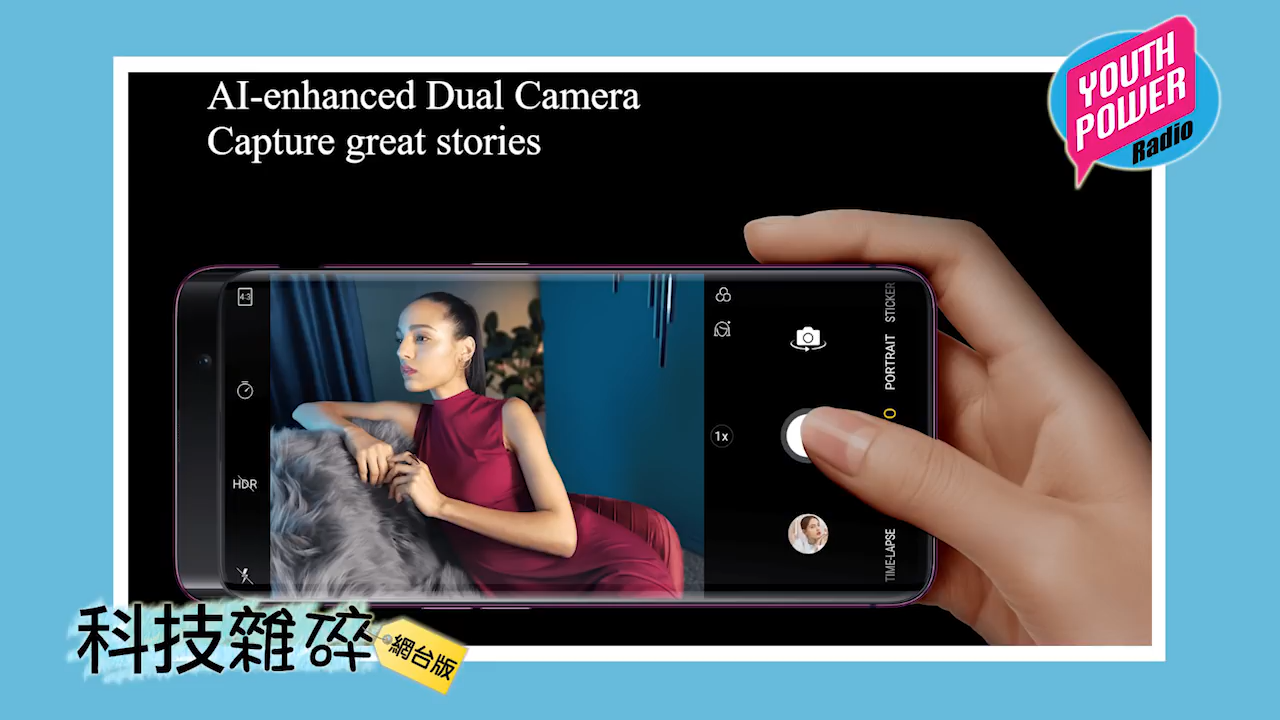 AI-enhanced Dual Camera
Capture great stories
YOUTH
POWER
Radio
4:3
HDR
1x
STICKER
PORTRAIT
O
TIME-LAPSE
科技雜碎
網台版